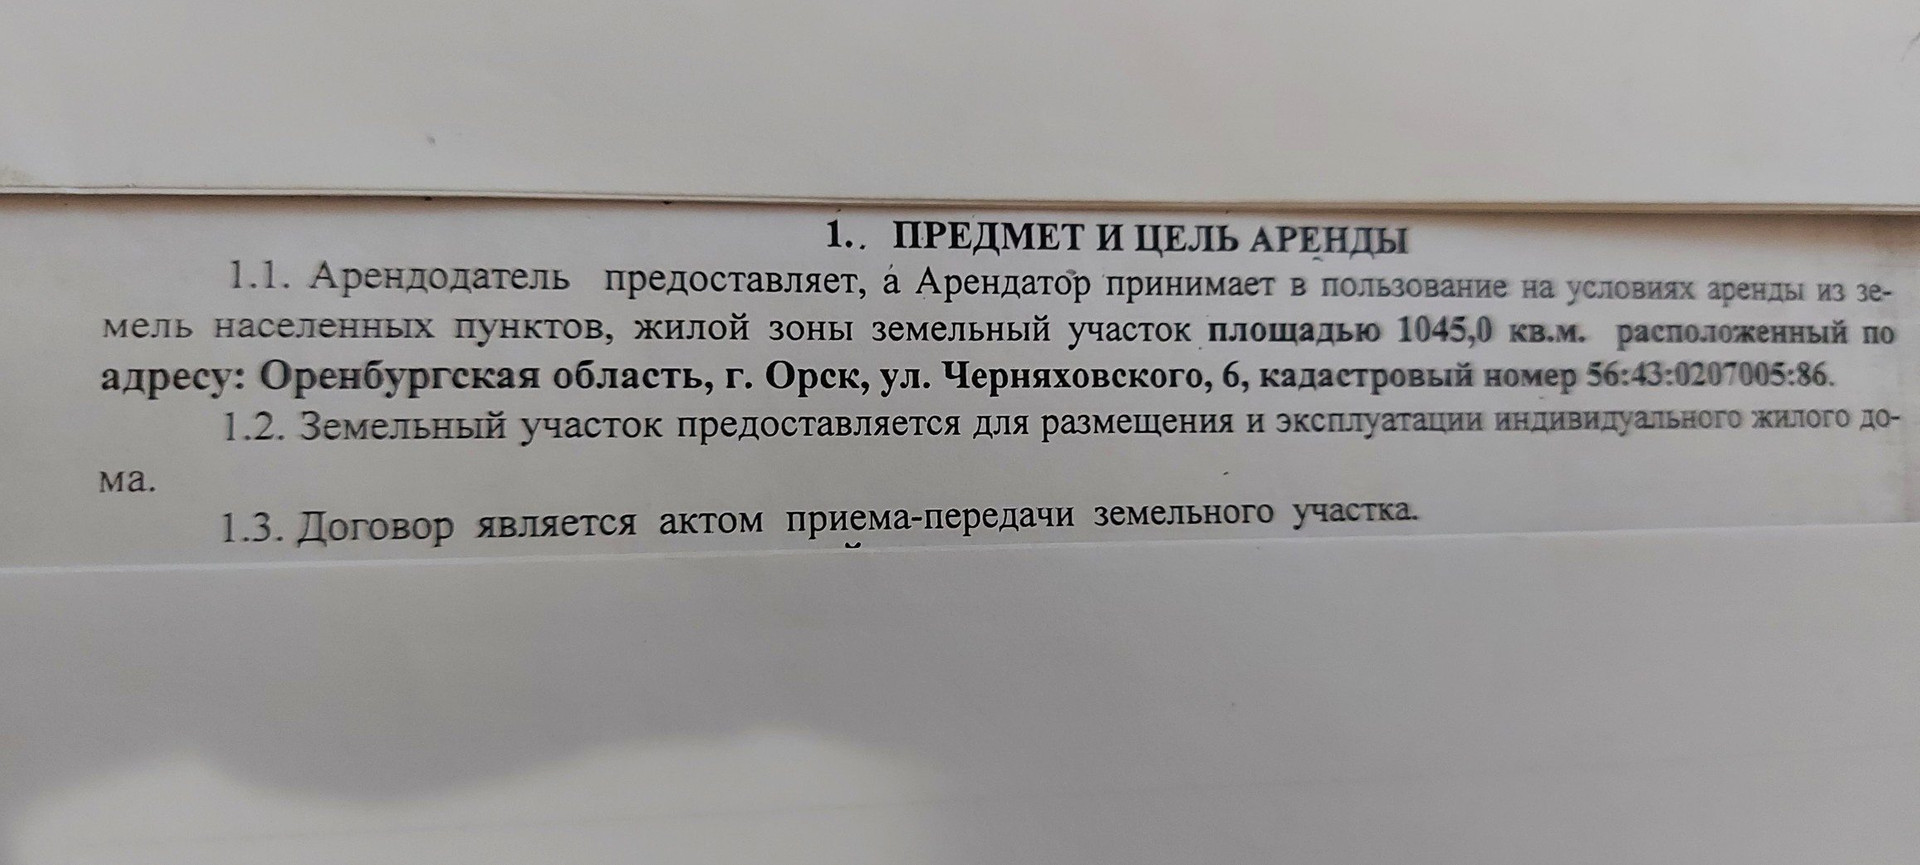 1.. ПРЕДМЕТ И ЦЕЛЬ АРЕНДЫ
1.1. Арендодатель предоставляет, а Арендатор принимает в пользование на условиях аренды из зе-
мель населенных пунктов, жилой зоны земельный участок площадью 1045,0 кв.м. расположенный по
адресу: Оренбургская область, г. Орск, ул. Черняховского, 6, кадастровый номер 56:43:0207005:86.
1.2. Земельный участок предоставляется для размещения и эксплуатации индивидуального жилого до-
ма.
1.3. Договор является актом приема-передачи земельного участка.